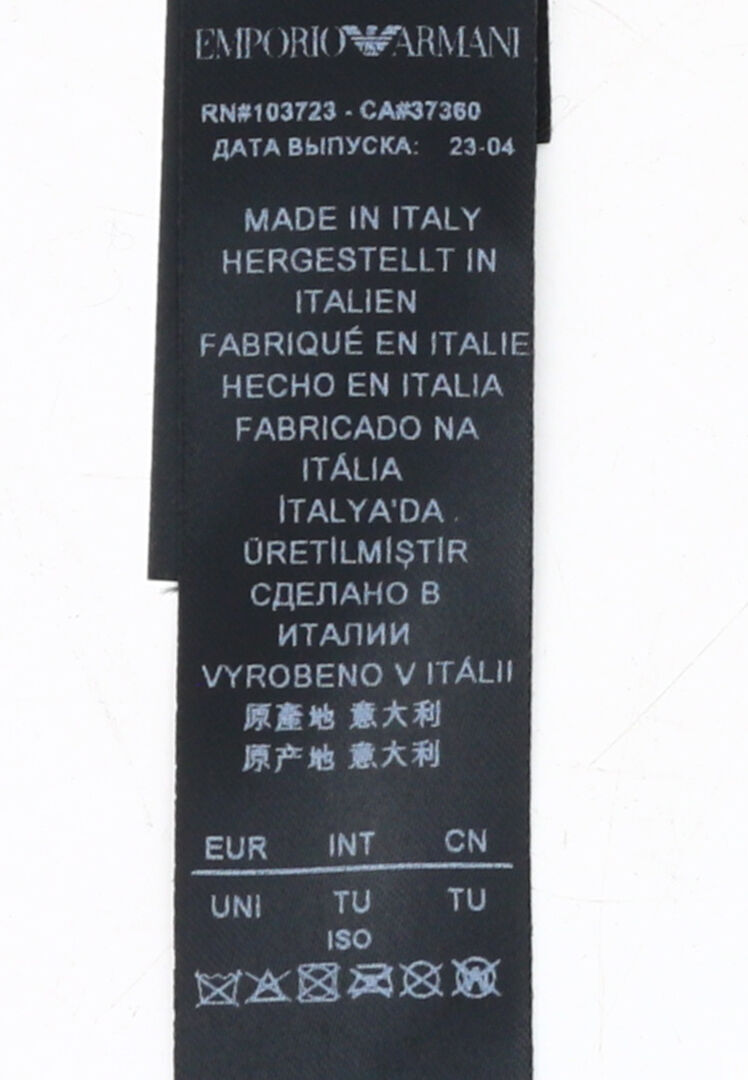 EMPORIO ARMANI
RN#103723 - CA#37360
ДАТА ВЫПУСКА: 23-04
MADE IN ITALY
HERGESTELLT IN
ITALIEN
FABRIQUÉ EN ITALIE
HECHO EN ITALIA
FABRICADO NA
ITÁLIA
İTALYA'DA
ÜRETİLMİŞTİR
СДЕЛАНО В
ИТАЛИИ
VYROBENO V ITÁLII
原產地 意大利
原产地 意大利
EUR INT CN
UNI TU TU
ISO